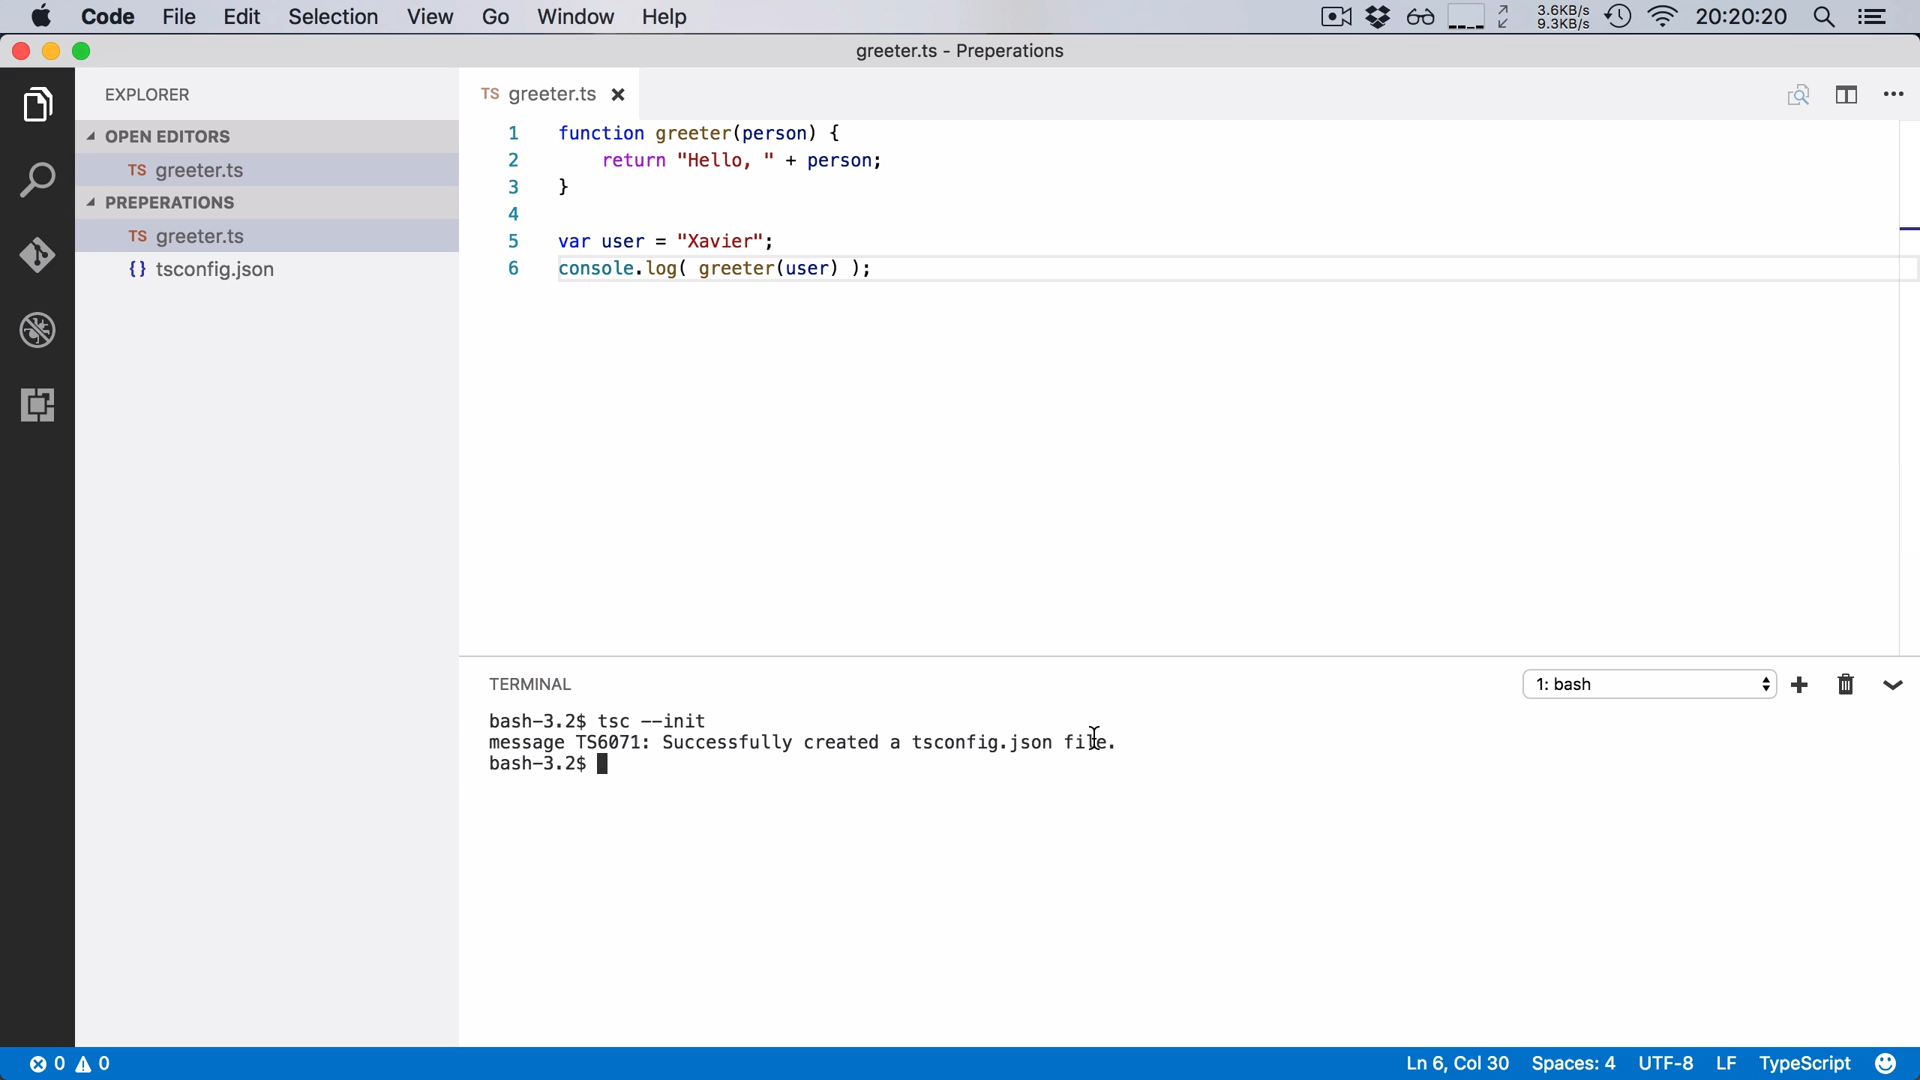 Code File Edit Selection View Go Window Help 3.6KB/s 9.3KB/s 20:20:20
greeter.ts - Preperations
EXPLORER
OPEN EDITORS
TS greeter.ts
PREPERATIONS
TS greeter.ts
{} tsconfig.json
TS greeter.ts
1 function greeter(person) {
2     return "Hello, " + person;
3 }
4
5 var user = "Xavier";
6 console.log( greeter(user) );
TERMINAL
1: bash
bash-3.2$ tsc --init
message TS6071: Successfully created a tsconfig.json file.
bash-3.2$
0 0 Ln 6, Col 30 Spaces: 4 UTF-8 LF TypeScript